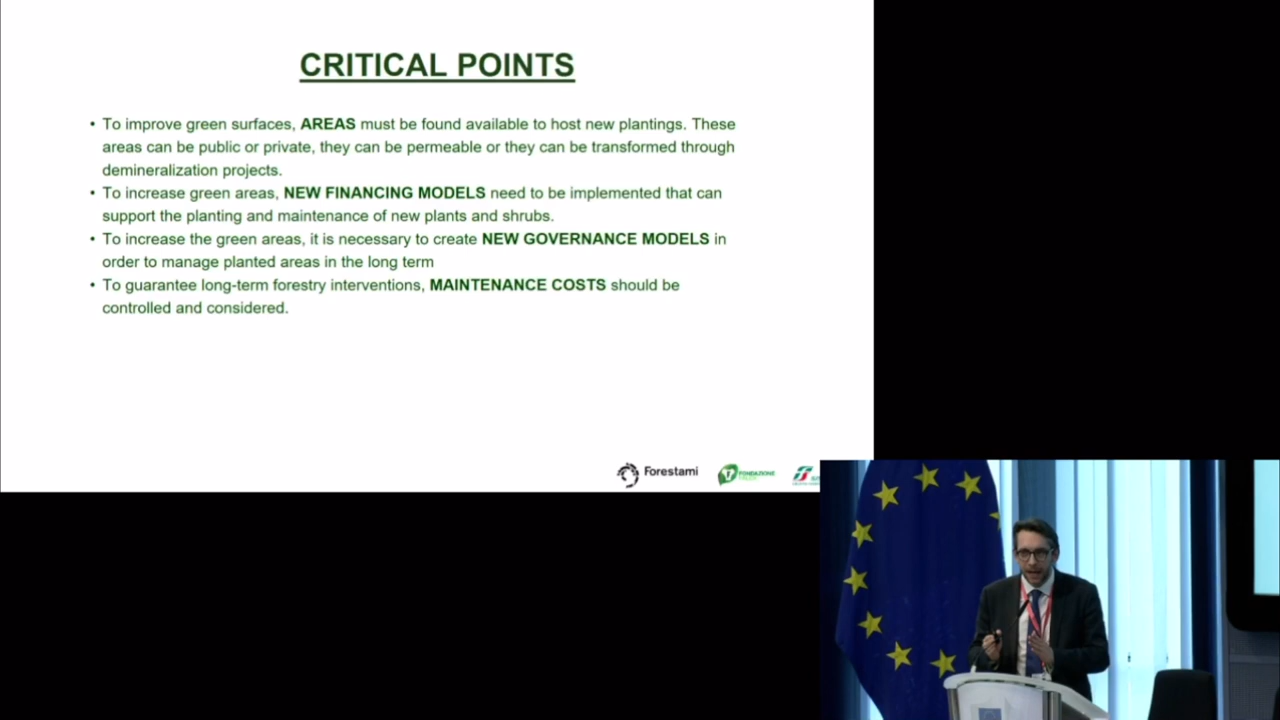 CRITICAL POINTS
• To improve green surfaces, AREAS must be found available to host new plantings. These
areas can be public or private, they can be permeable or they can be transformed through
demineralization projects.
• To increase green areas, NEW FINANCING MODELS need to be implemented that can
support the planting and maintenance of new plants and shrubs.
• To increase the green areas, it is necessary to create NEW GOVERNANCE MODELS in
order to manage planted areas in the long term
• To guarantee long-term forestry interventions, MAINTENANCE COSTS should be
controlled and considered.
Forestami
FONDAZIONE